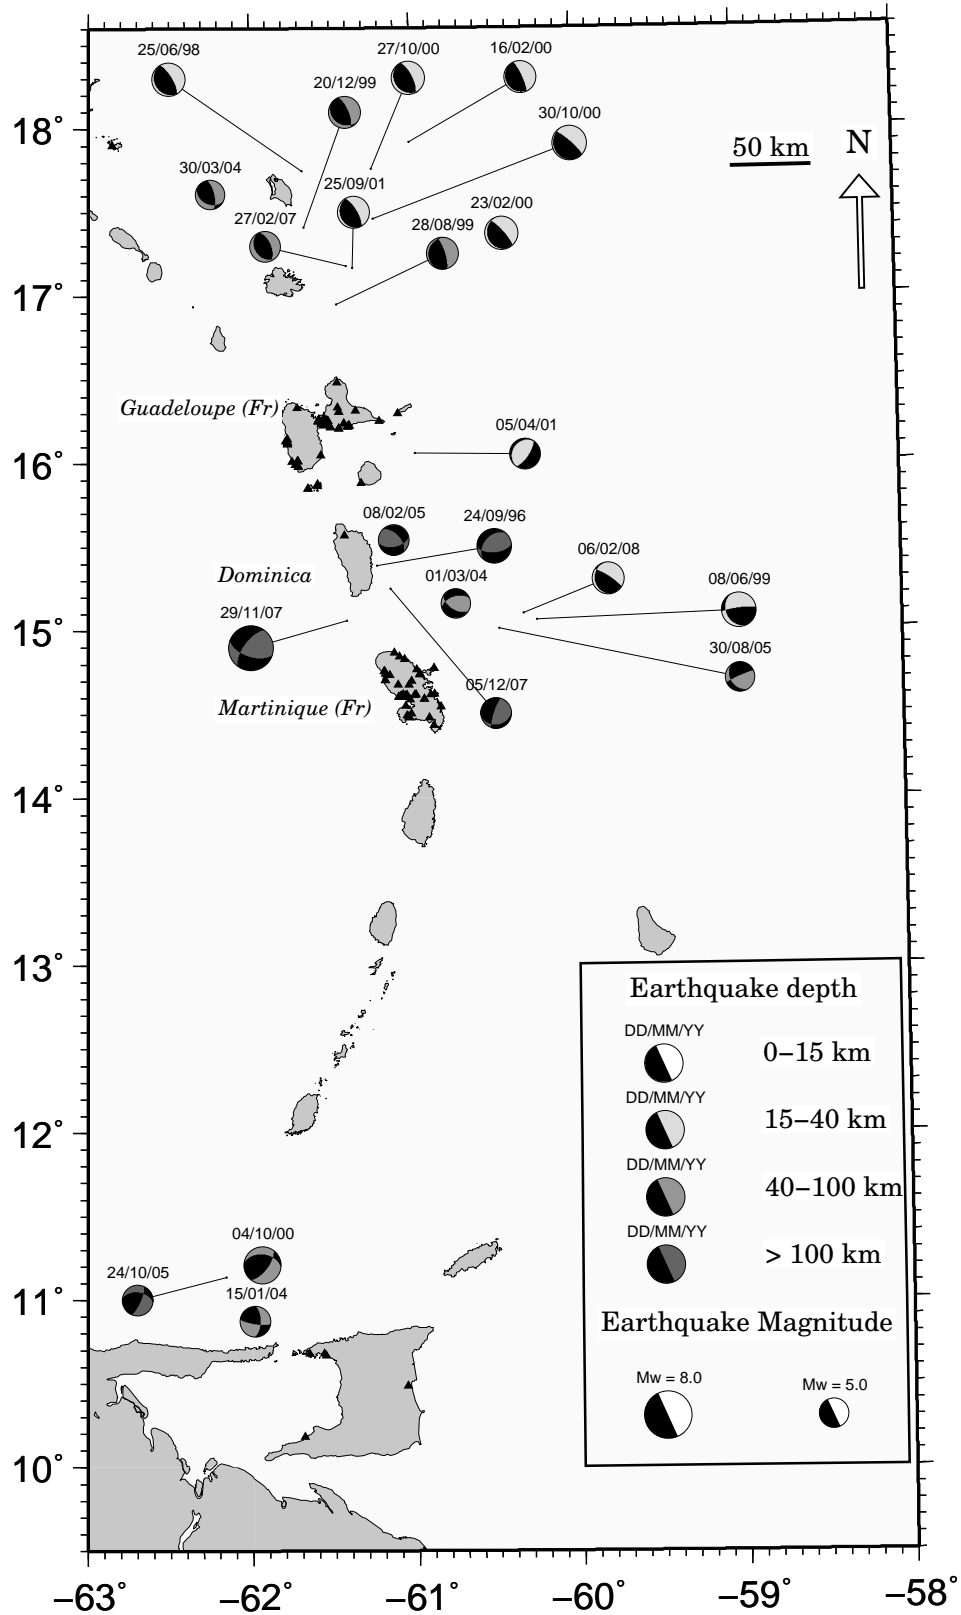 25/06/98
27/10/00
16/02/00
20/12/99
30/10/00
18°
50 km
N
30/03/04
25/09/01
27/02/07
28/08/99
23/02/00
17°
Guadeloupe (Fr)
05/04/01
16°
08/02/05
24/09/96
06/02/08
Dominica
01/03/04
08/06/99
29/11/07
15°
30/08/05
05/12/07
Martinique (Fr)
14°
13°
Earthquake depth
DD/MM/YY
0–15 km
DD/MM/YY
15–40 km
12°
DD/MM/YY
40–100 km
DD/MM/YY
> 100 km
04/10/00
24/10/05
15/01/04
11°
Earthquake Magnitude
Mw = 8.0
Mw = 5.0
10°
−63° −62° −61° −60° −59° −58°